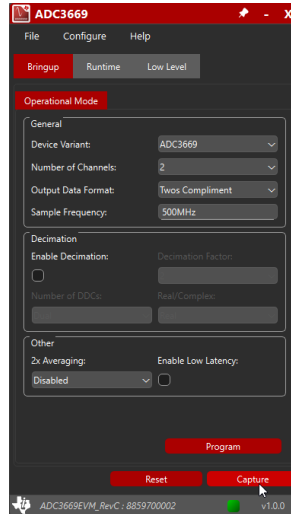 ADC3669
File Configure Help
Bringup Runtime Low Level
Operational Mode
General
Device Variant: ADC3669
Number of Channels: 2
Output Data Format: Twos Compliment
Sample Frequency: 500MHz
Decimation
Enable Decimation: Decimation Factor:
Number of DDCs: Real/Complex:
Other
2x Averaging: Enable Low Latency:
Disabled
Program
Reset Capture
ADC3669EVM_RevC : 8859700002 v1.0.0